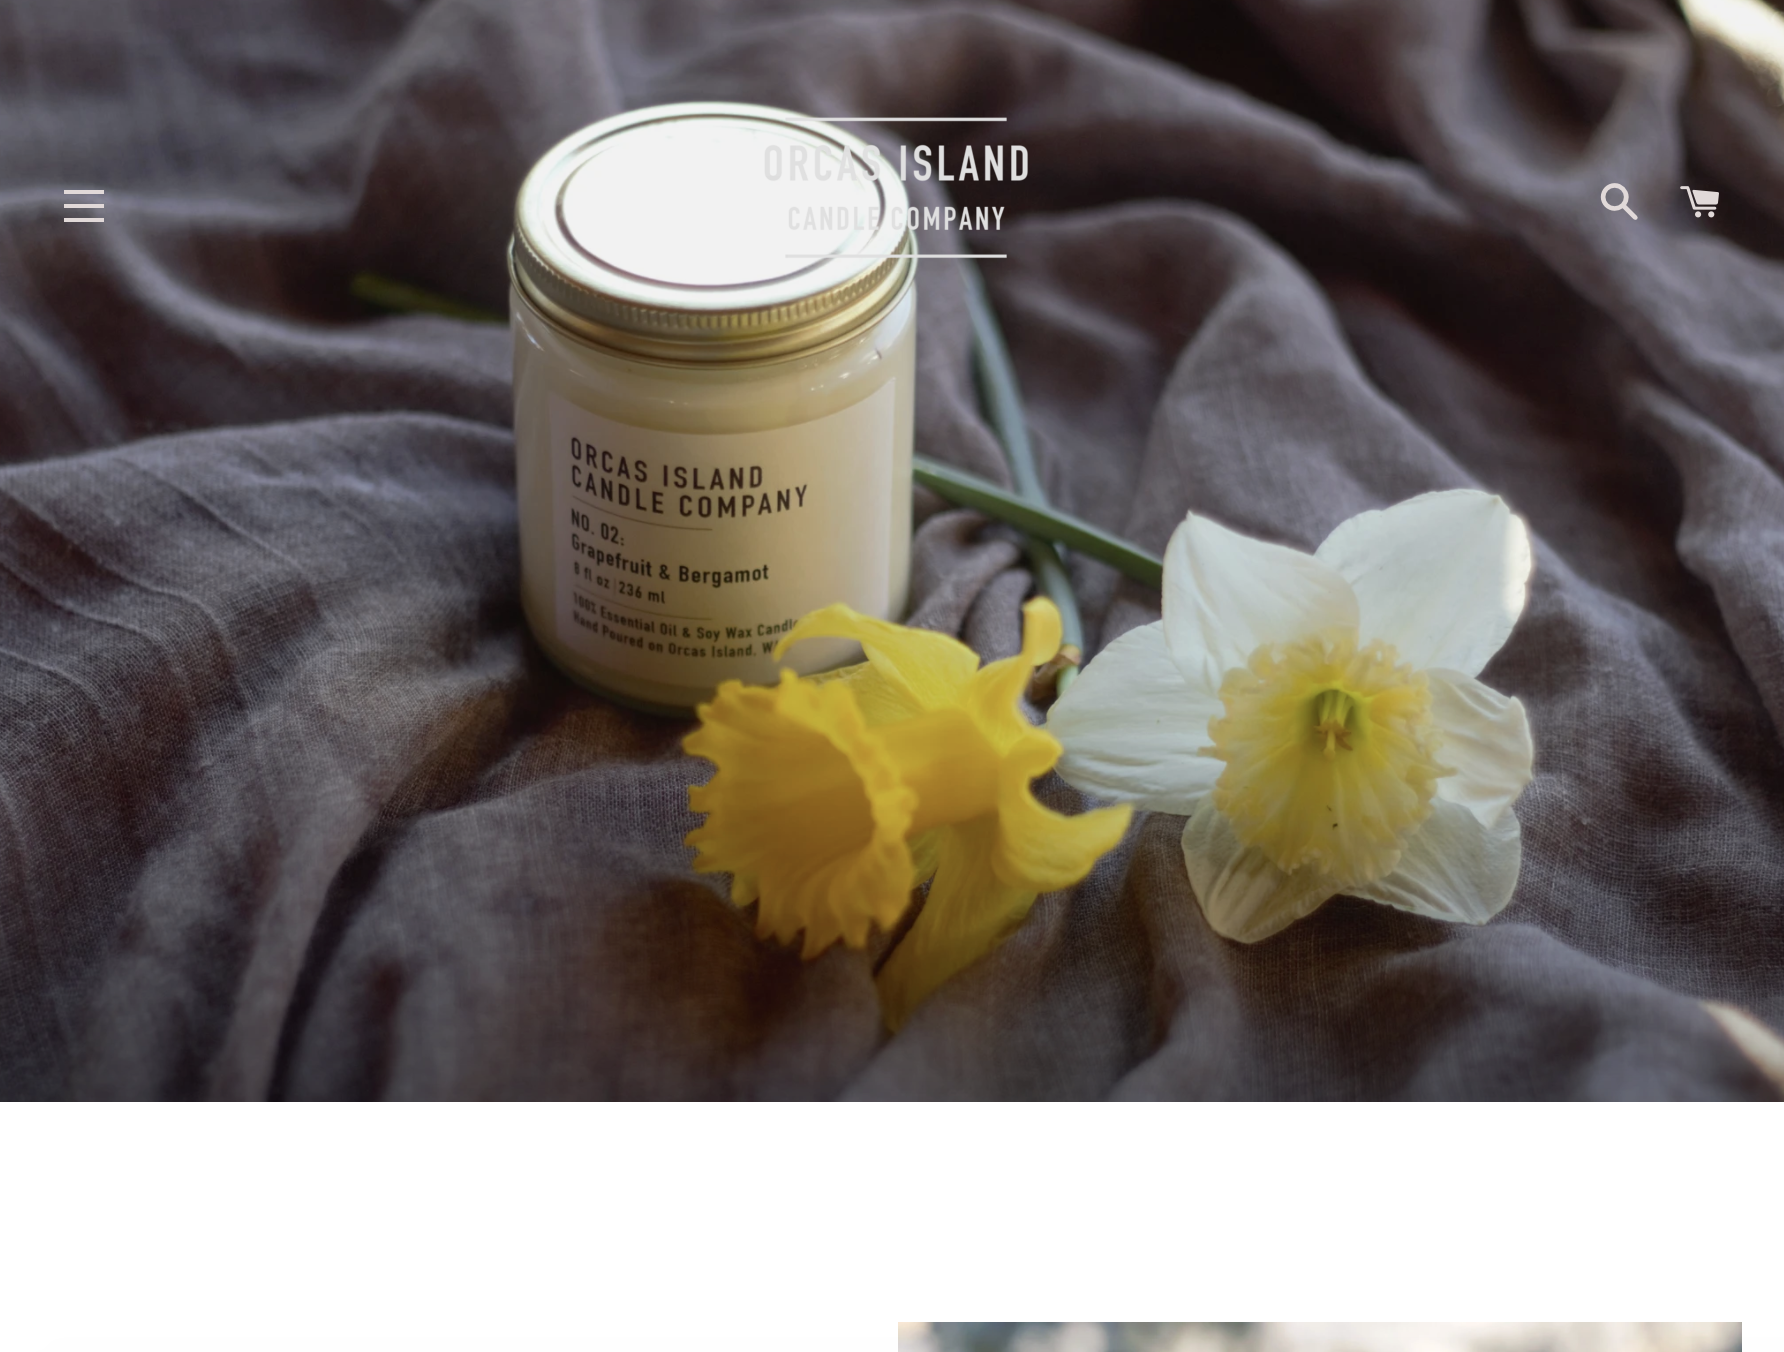 ORCAS ISLAND
CANDLE COMPANY
ORCAS ISLAND
CANDLE COMPANY
NO. 02:
Grapefruit & Bergamot
8 fl oz | 236 ml
100% Essential Oil & Soy Wax Candle
Hand Poured on Orcas Island.